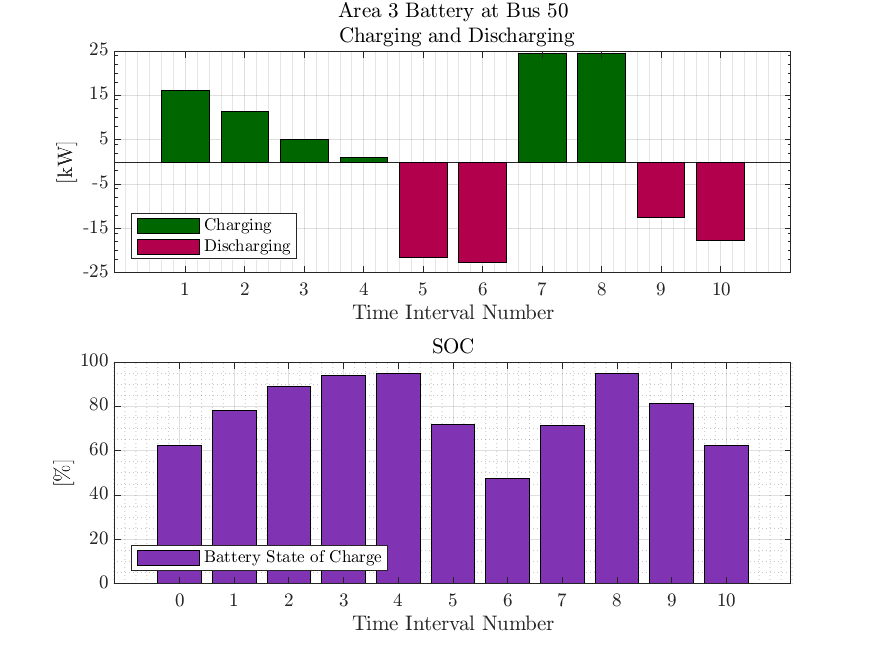 Area 3 Battery at Bus 50
Charging and Discharging
25
15
5
-5
-15
-25
[kW]
Charging
Discharging
1 2 3 4 5 6 7 8 9 10
Time Interval Number
SOC
100
80
60
40
20
0
[%]
Battery State of Charge
0 1 2 3 4 5 6 7 8 9 10
Time Interval Number